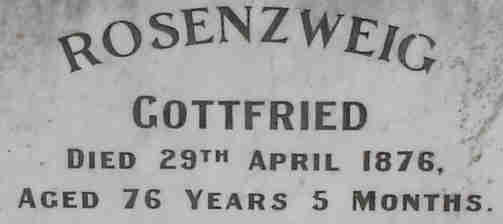 ROSENZWEIG
GOTTFRIED
DIED 29TH APRIL 1876,
AGED 76 YEARS 5 MONTHS.